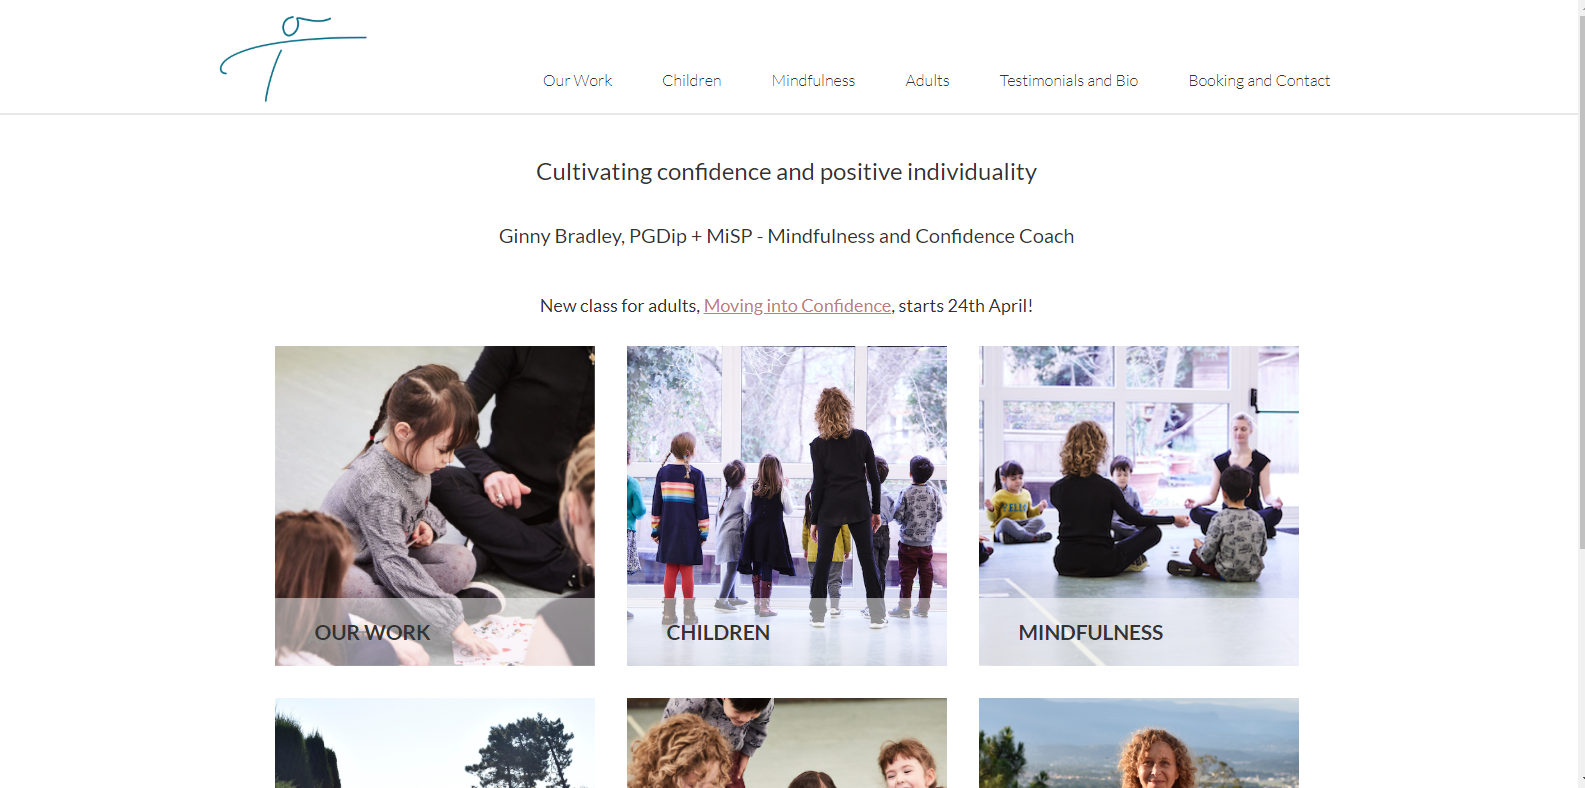 Our Work
Children
Mindfulness
Adults
Testimonials and Bio
Booking and Contact
Cultivating confidence and positive individuality
Ginny Bradley, PGDip + MiSP - Mindfulness and Confidence Coach
New class for adults, Moving into Confidence, starts 24th April!
OUR WORK
CHILDREN
MINDFULNESS